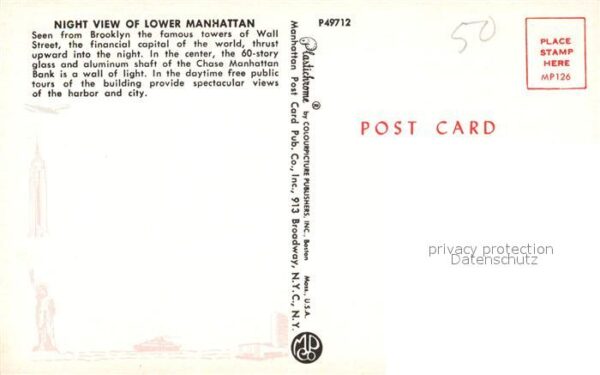 NIGHT VIEW OF LOWER MANHATTAN
Seen from Brooklyn the famous towers of Wall
Street, the financial capital of the world, thrust
upward into the night. In the center, the 60-story
glass and aluminum shaft of the Chase Manhattan
Bank is a wall of light. In the daytime free public
tours of the building provide spectacular views
of the harbor and city.
P49712
Plastichrome ® by COLOURPICTURE PUBLISHERS, INC., Boston Mass., U.S.A.
Manhattan Post Card Pub. Co., Inc., 913 Broadway, N.Y.C., N.Y.
MPCO
50
PLACE
STAMP
HERE
MP126
POST CARD
privacy protection
Datenschutz